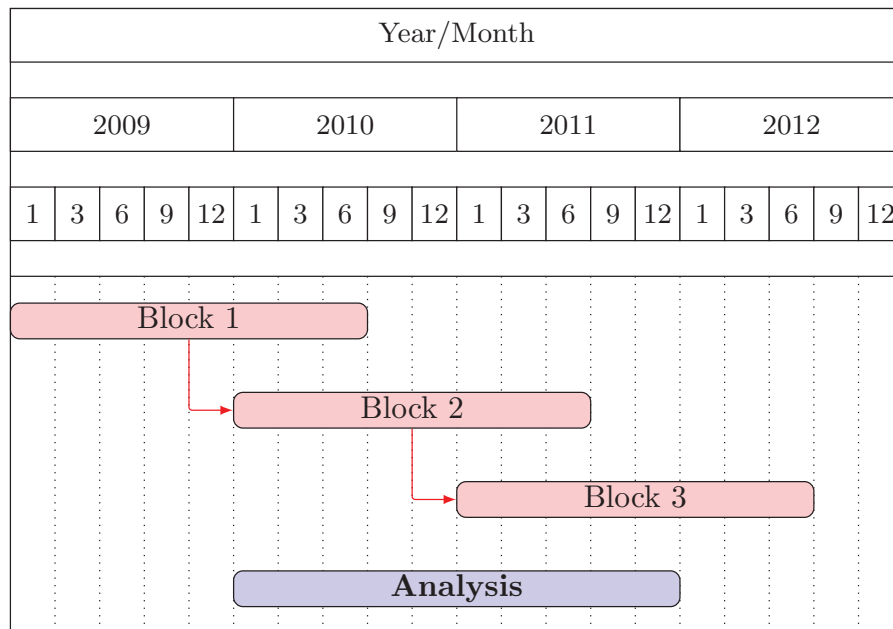 Year/Month
2009 2010 2011 2012
1 3 6 9 12 1 3 6 9 12 1 3 6 9 12 1 3 6 9 12
Block 1
Block 2
Block 3
Analysis